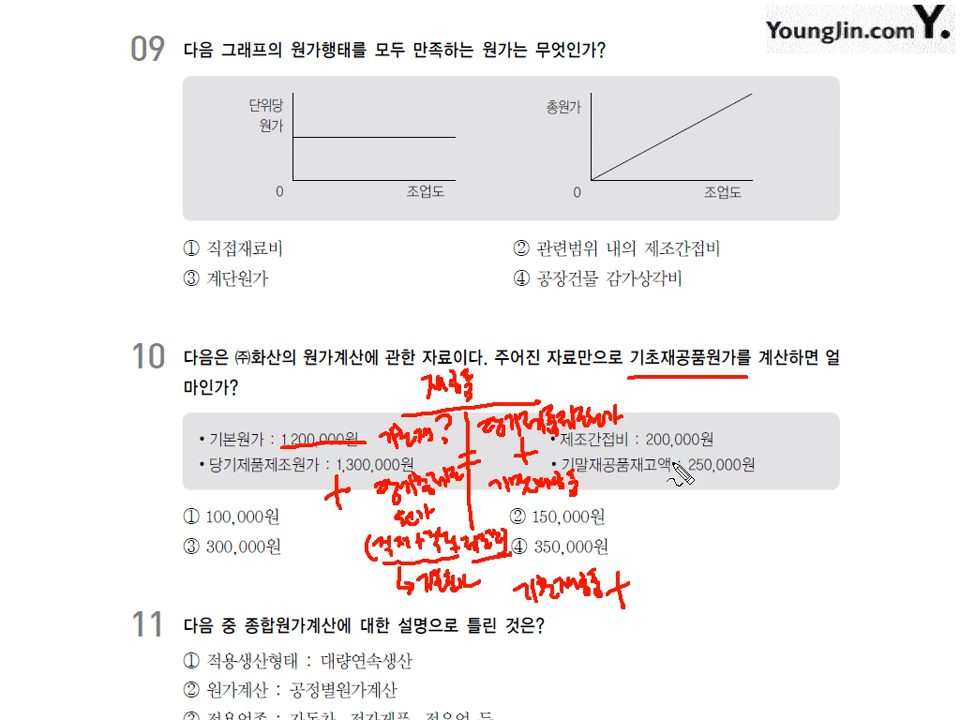 YoungJin.com Y.
09 다음 그래프의 원가행태를 모두 만족하는 원가는 무엇인가?
단위당
원가
0 조업도
총원가
0 조업도
① 직접재료비 ② 관련범위 내의 제조간접비
③ 계단원가 ④ 공장건물 감가상각비
10 다음은 ㈜화산의 원가계산에 관한 자료이다. 주어진 자료만으로 기초재공품원가를 계산하면 얼
마인가?
재공품
• 기본원가 : 1,200,000원 • 제조간접비 : 200,000원
• 당기제품제조원가 : 1,300,000원 • 기말재공품재고액 : 250,000원
① 100,000원 ② 150,000원
③ 300,000원 ④ 350,000원
기초재공품 +
11 다음 중 종합원가계산에 대한 설명으로 틀린 것은?
① 적용생산형태 : 대량연속생산
② 원가계산 : 공정별원가계산